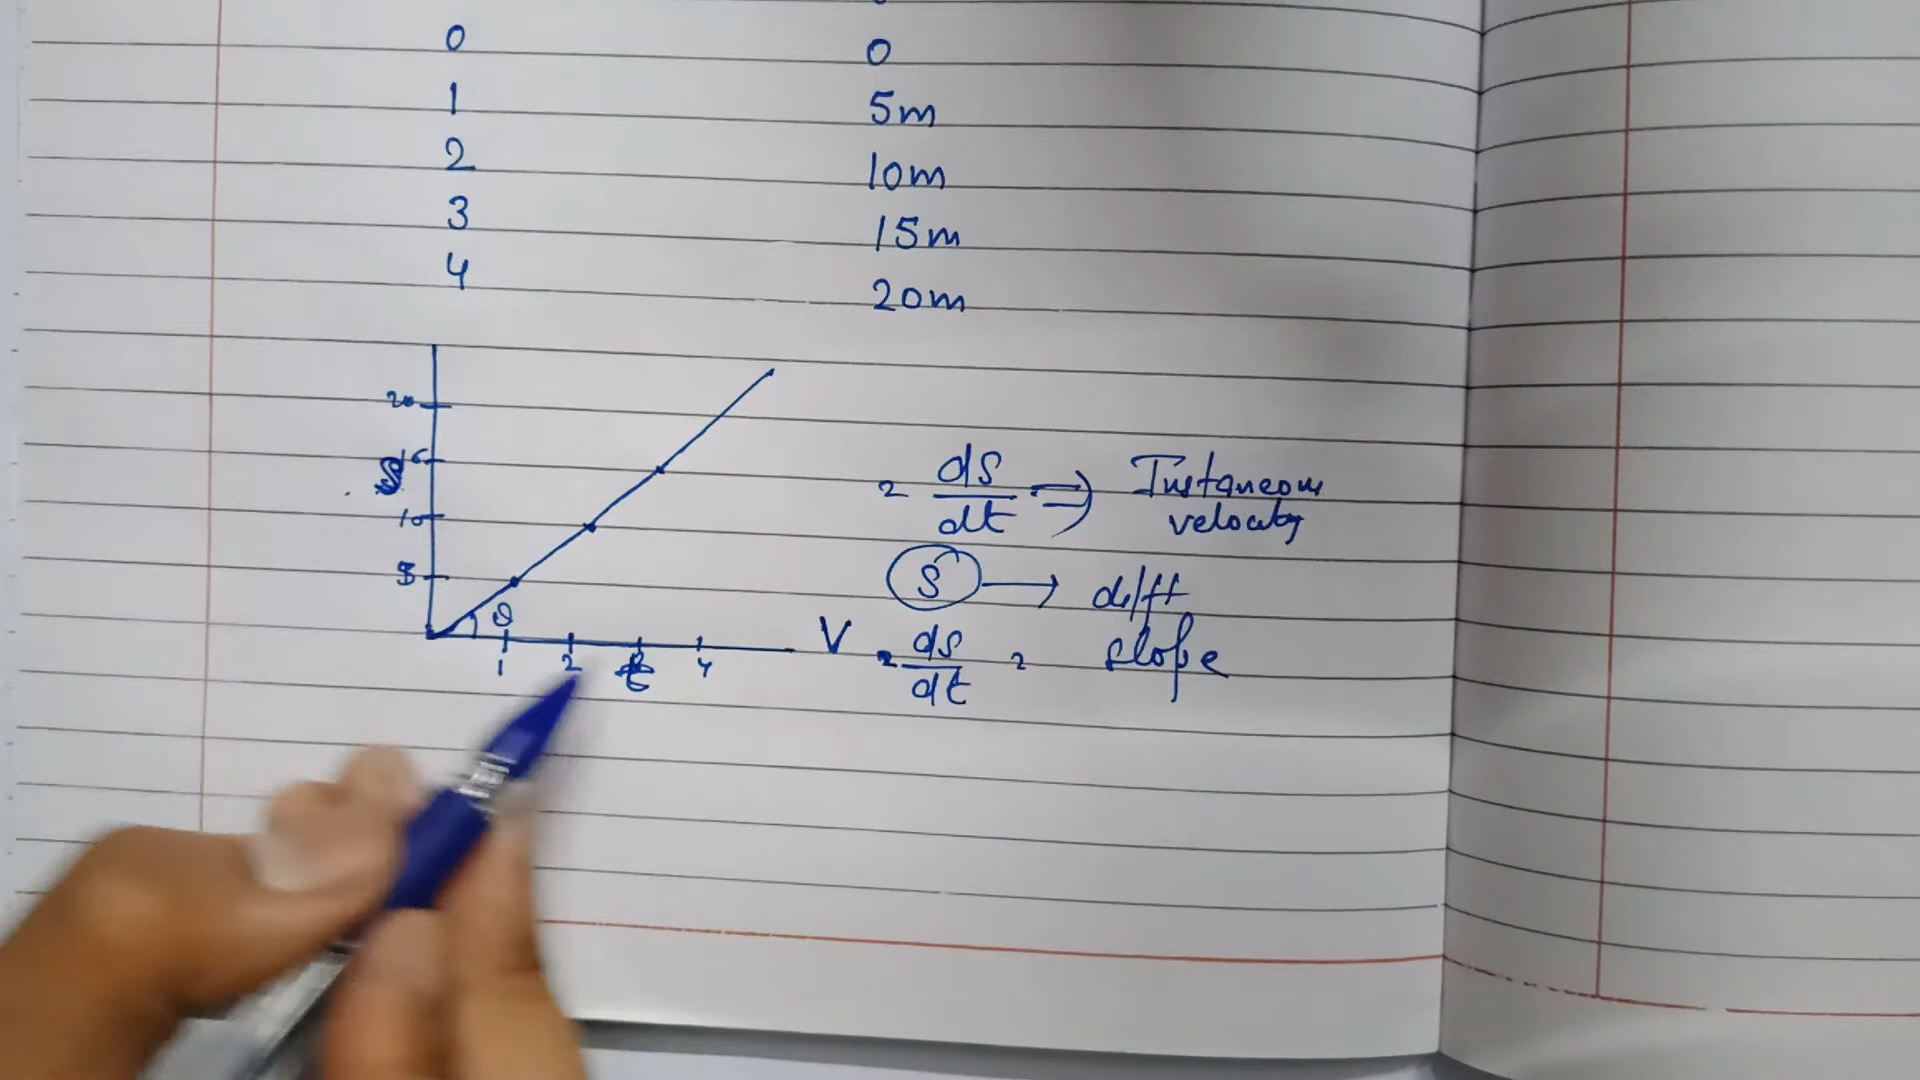 0 0
1 5m
2 10m
3 15m
4 20m
20
15
S
10
5
θ
1 2 t 4
= ds/dt ⇒ Instaneous velocity
S → diff
V = ds/dt = slope